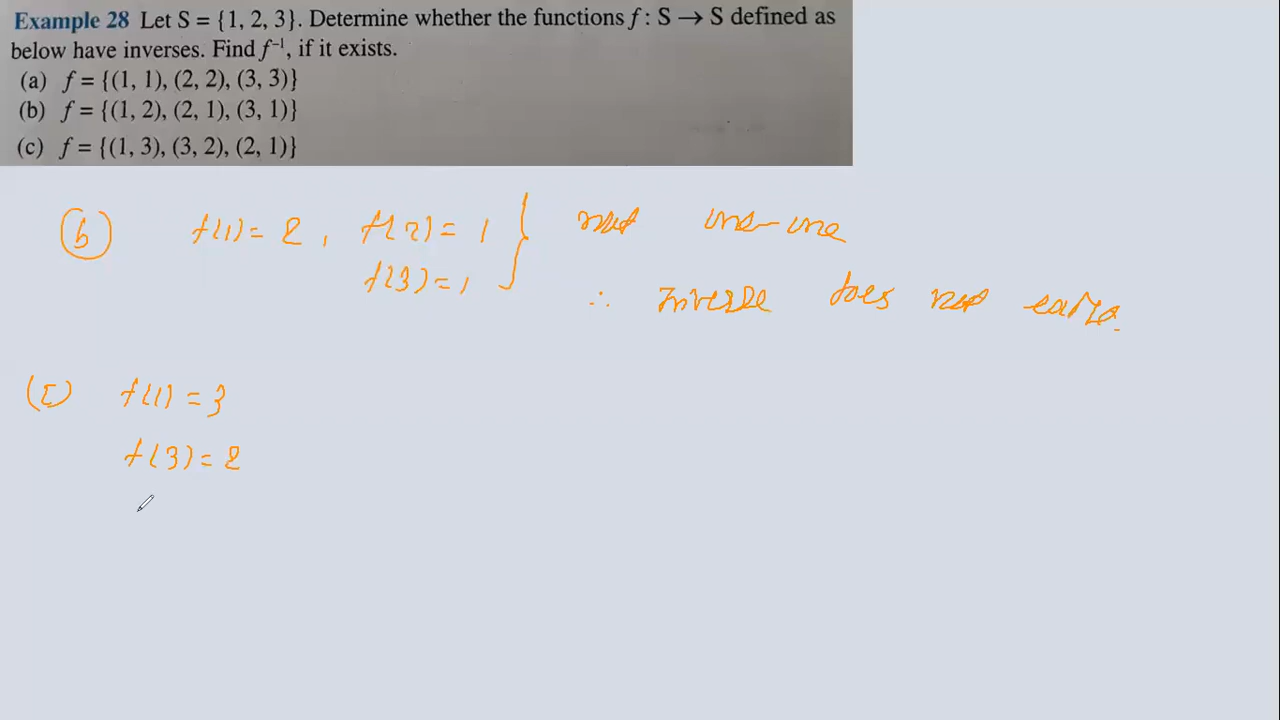 Example 28 Let S = {1, 2, 3}. Determine whether the functions f : S → S defined as
below have inverses. Find f⁻¹, if it exists.
(a) f = {(1, 1), (2, 2), (3, 3)}
(b) f = {(1, 2), (2, 1), (3, 1)}
(c) f = {(1, 3), (3, 2), (2, 1)}
(b) f(1) = 2, f(2) = 1 } not one-one
f(3) = 1
∴ Inverse does not
(c) f(1) = 3
f(3) = 2